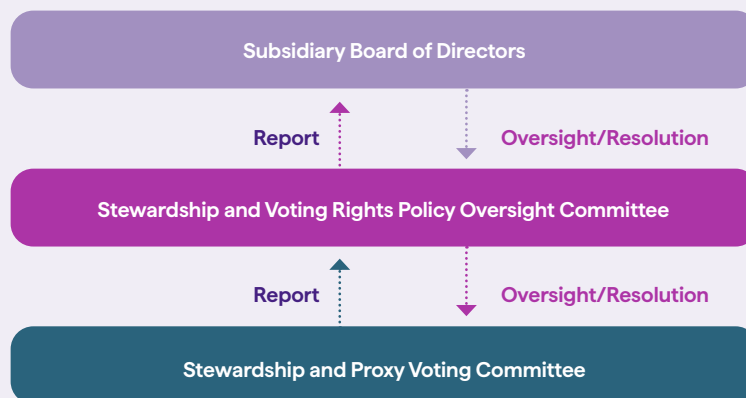 Subsidiary Board of Directors
Report
Oversight/Resolution
Stewardship and Voting Rights Policy Oversight Committee
Report
Oversight/Resolution
Stewardship and Proxy Voting Committee